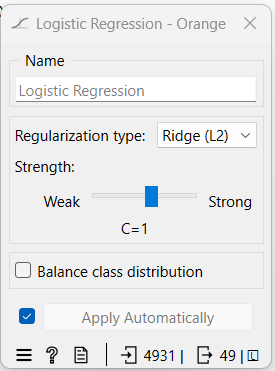 Logistic Regression - Orange
Name
Logistic Regression
Regularization type: Ridge (L2)
Strength:
Weak Strong
C=1
Balance class distribution
Apply Automatically
? 4931 | 49 |